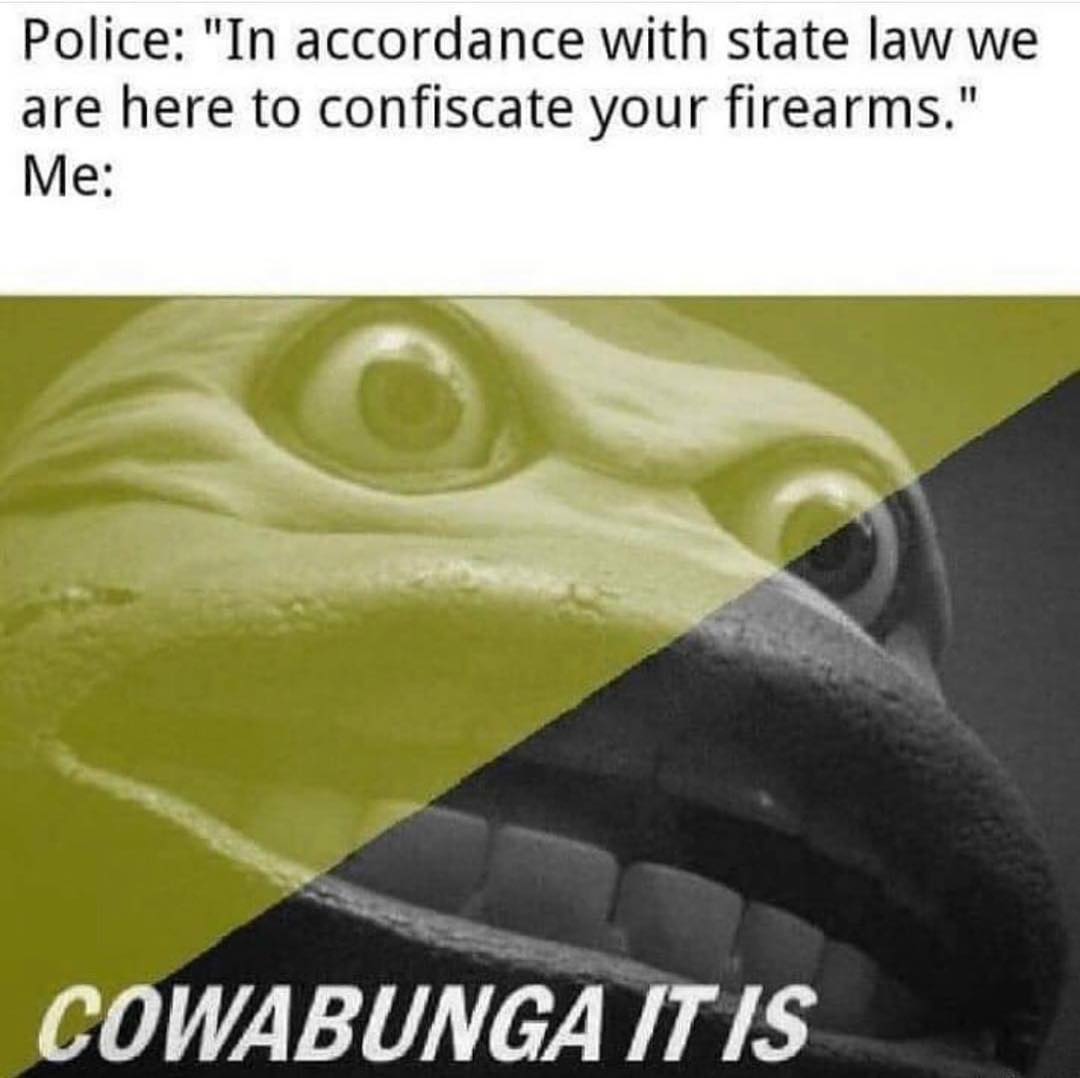 Police: "In accordance with state law we
are here to confiscate your firearms."
Me:
COWABUNGA IT IS